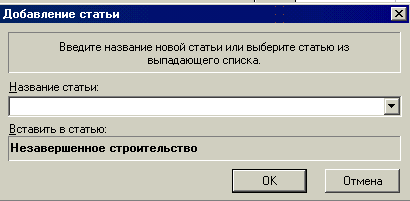 Добавление статьи
Введите название новой статьи или выберите статью из
выпадающего списка.
Название статьи:
Вставить в статью:
Незавершенное строительство
OK
Отмена